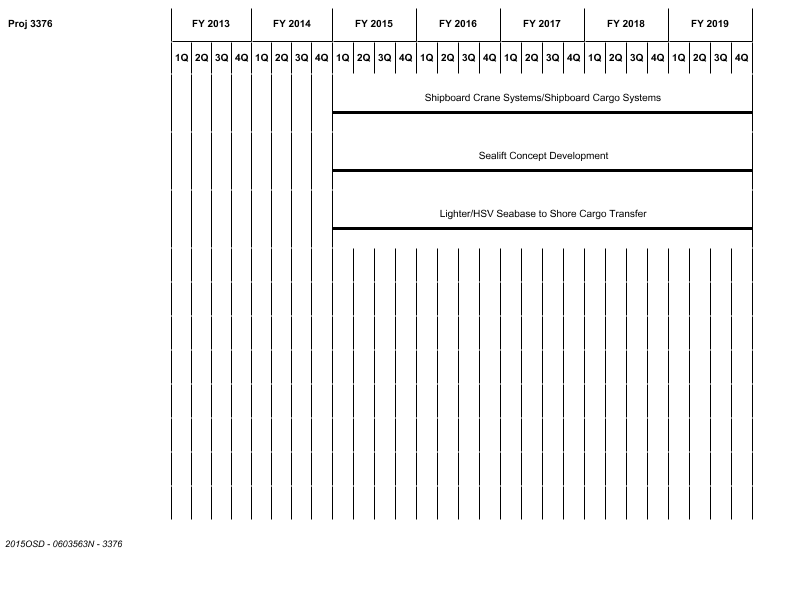 Proj 3376
FY 2013 FY 2014 FY 2015 FY 2016 FY 2017 FY 2018 FY 2019
1Q 2Q 3Q 4Q 1Q 2Q 3Q 4Q 1Q 2Q 3Q 4Q 1Q 2Q 3Q 4Q 1Q 2Q 3Q 4Q 1Q 2Q 3Q 4Q 1Q 2Q 3Q 4Q
Shipboard Crane Systems/Shipboard Cargo Systems
Sealift Concept Development
Lighter/HSV Seabase to Shore Cargo Transfer
2015OSD - 0603563N - 3376